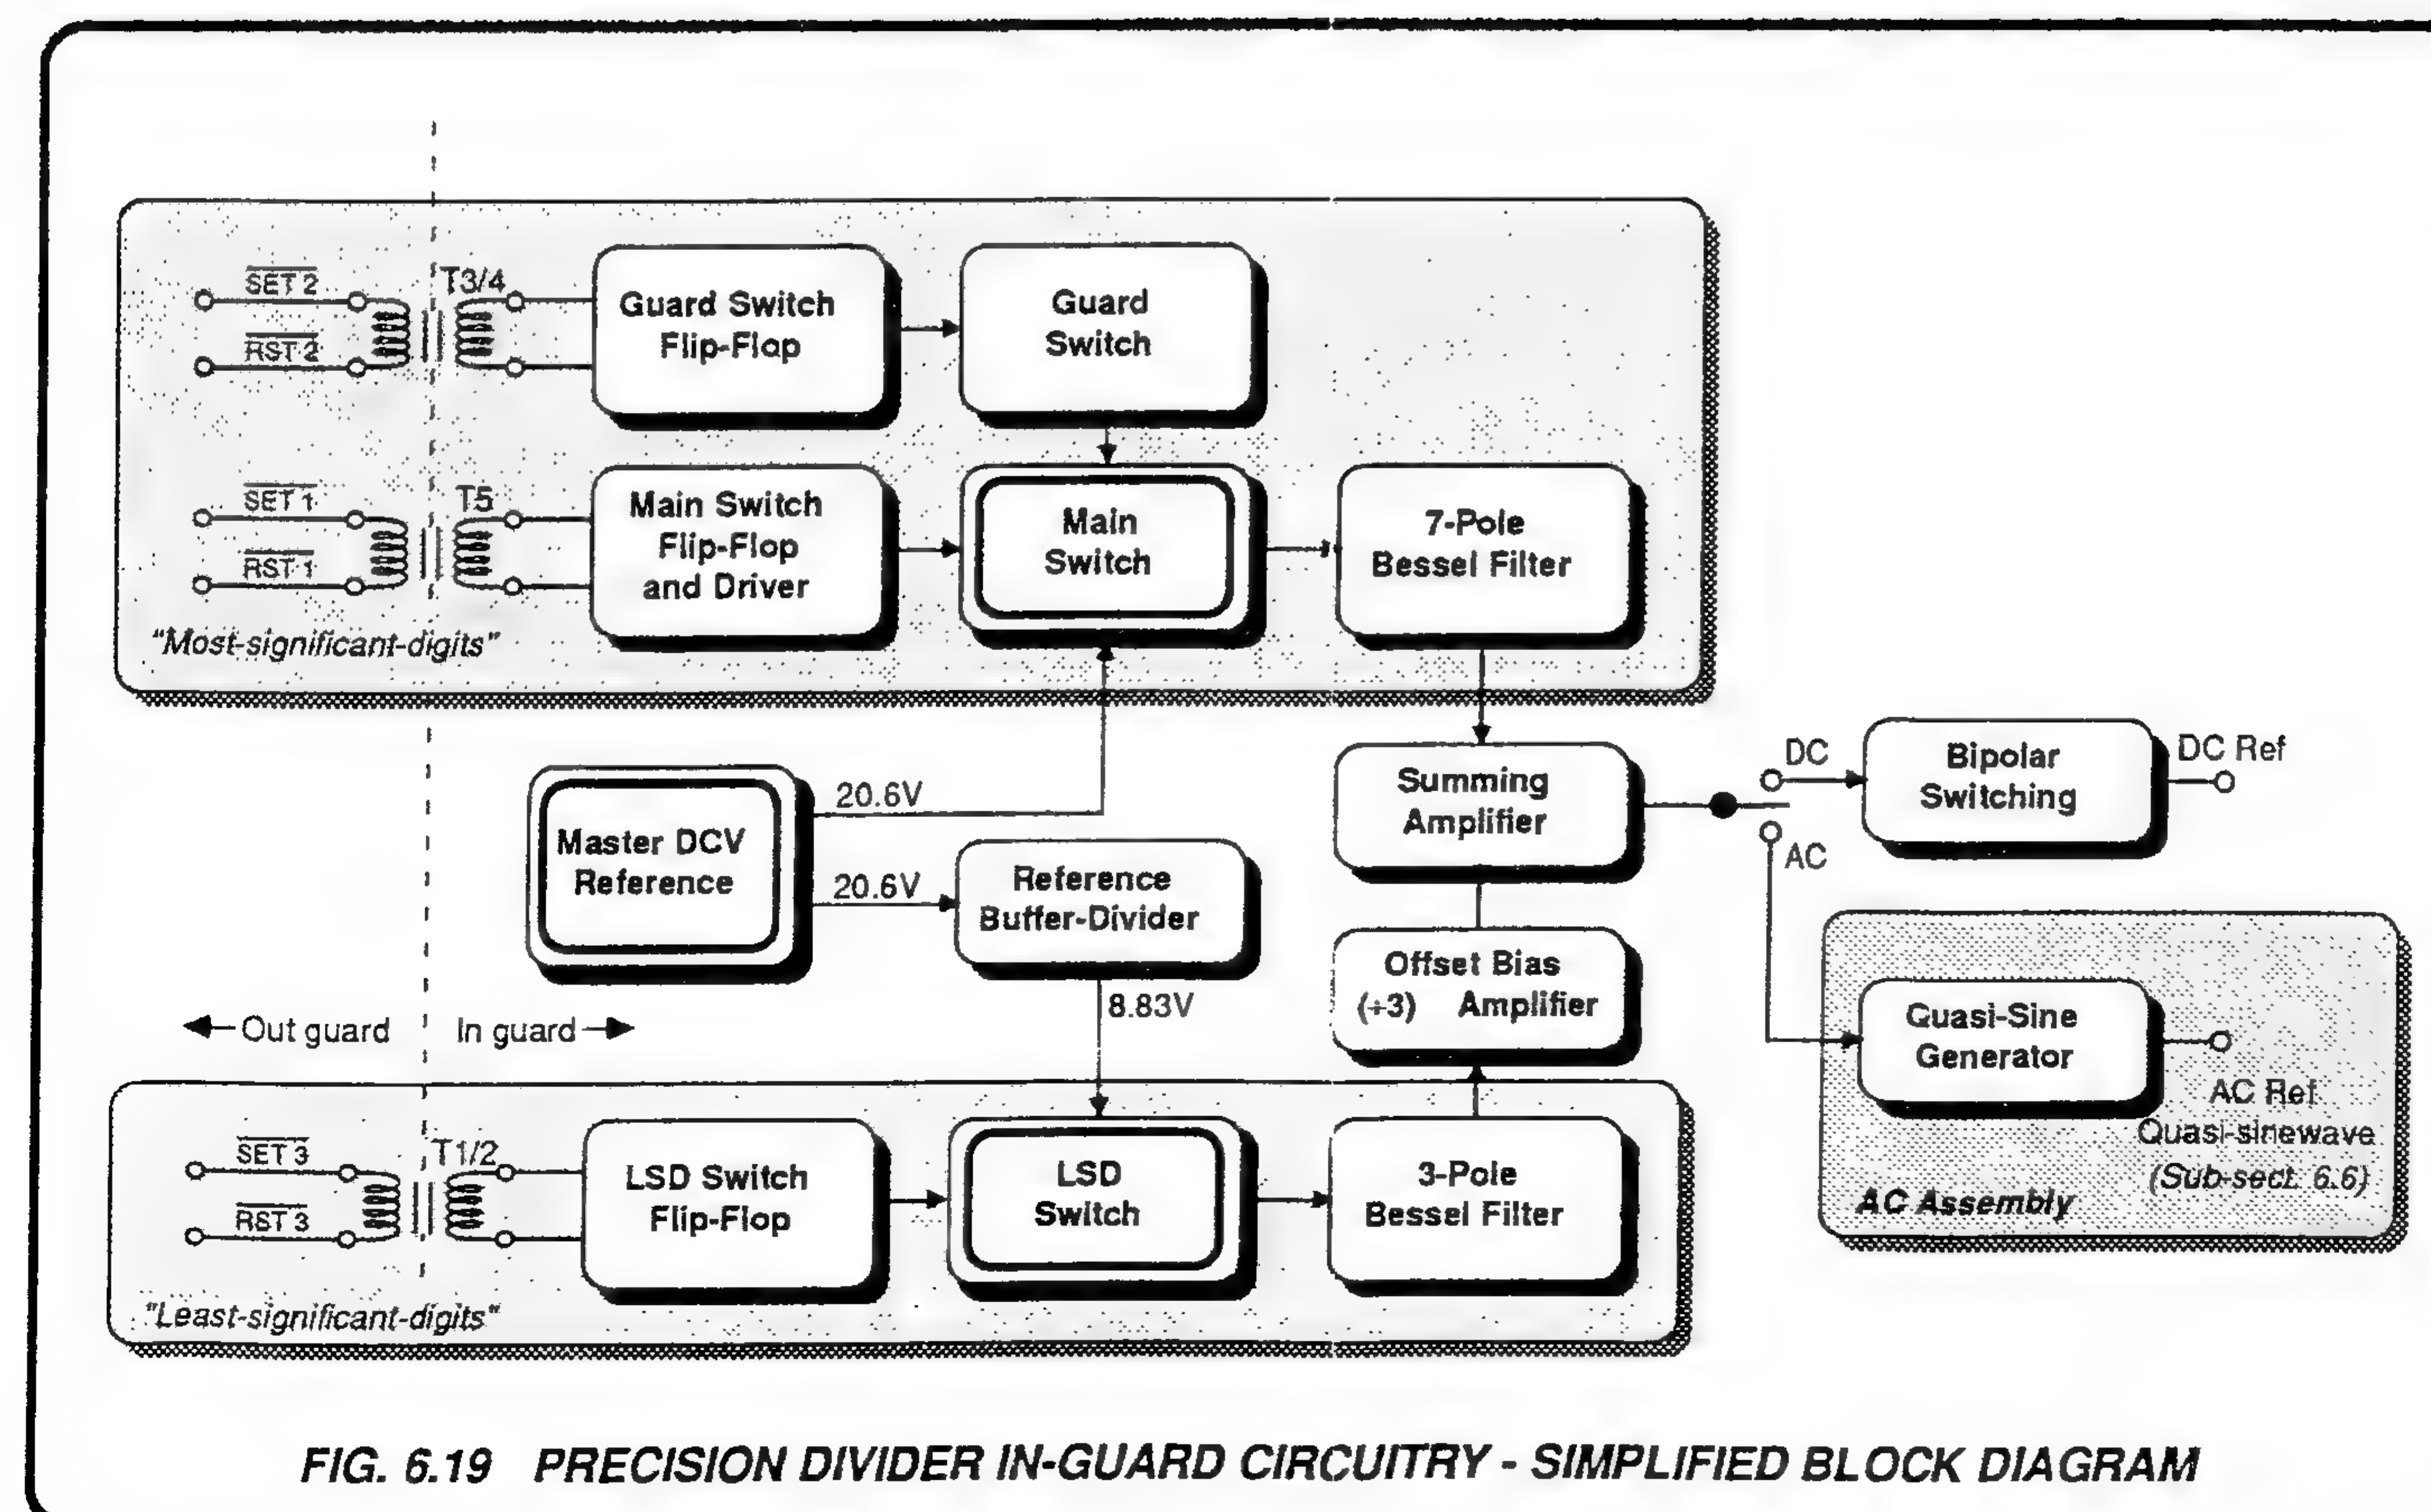 SET 2
T3/4
RST 2
Guard Switch
Flip-Flop
Guard
Switch
SET 1
T5
RST 1
Main Switch
Flip-Flop
and Driver
Main
Switch
7-Pole
Bessel Filter
"Most-significant-digits"
Master DCV
Reference
20.6V
20.6V
Reference
Buffer-Divider
8.83V
Summing
Amplifier
Offset Bias
(÷3) Amplifier
DC
AC
Bipolar
Switching
DC Ref
Quasi-Sine
Generator
AC Ref
Quasi-sinewave
(Sub-sect. 6.6)
AC Assembly
Out guard
In guard
SET 3
T1/2
RST 3
LSD Switch
Flip-Flop
LSD
Switch
3-Pole
Bessel Filter
"Least-significant-digits"
FIG. 6.19 PRECISION DIVIDER IN-GUARD CIRCUITRY - SIMPLIFIED BLOCK DIAGRAM